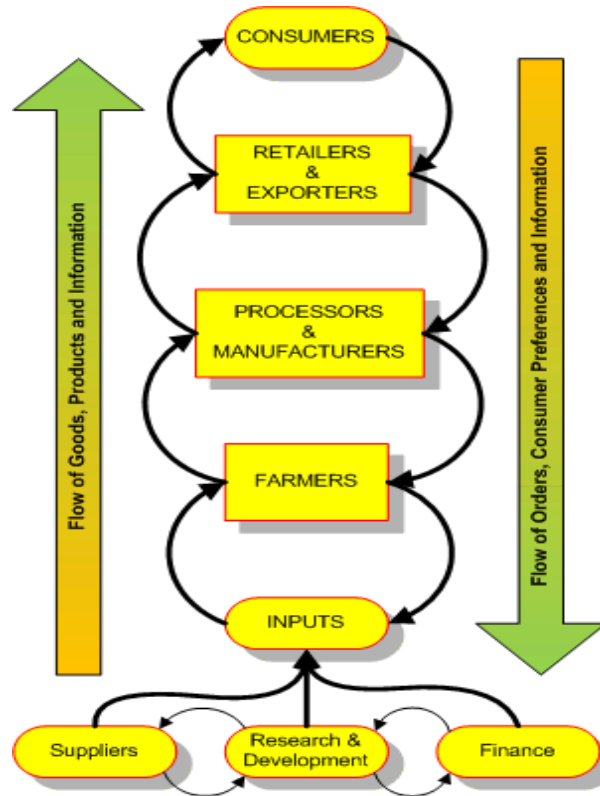 CONSUMERS
RETAILERS
&
EXPORTERS
PROCESSORS
&
MANUFACTURERS
FARMERS
INPUTS
Suppliers
Research &
Development
Finance
Flow of Goods, Products and Information
Flow of Orders, Consumer Preferences and Information